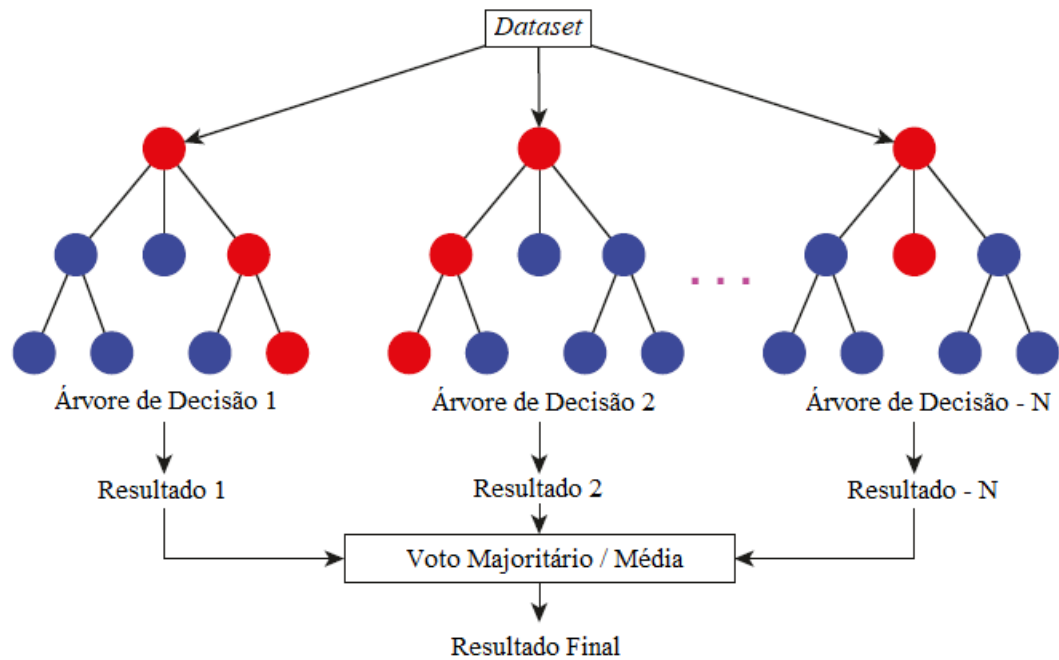 Dataset
. . .
Árvore de Decisão 1
Árvore de Decisão 2
Árvore de Decisão - N
Resultado 1
Resultado 2
Resultado - N
Voto Majoritário / Média
Resultado Final